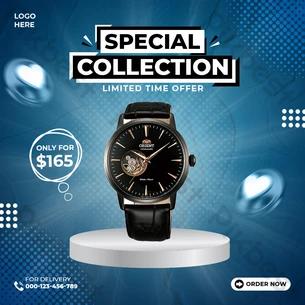 LOGO
HERE
SPECIAL
COLLECTION
LIMITED TIME OFFER
ORIENT
ONLY FOR
$165
FOR DELIVERY
000-123-456-789
ORDER NOW